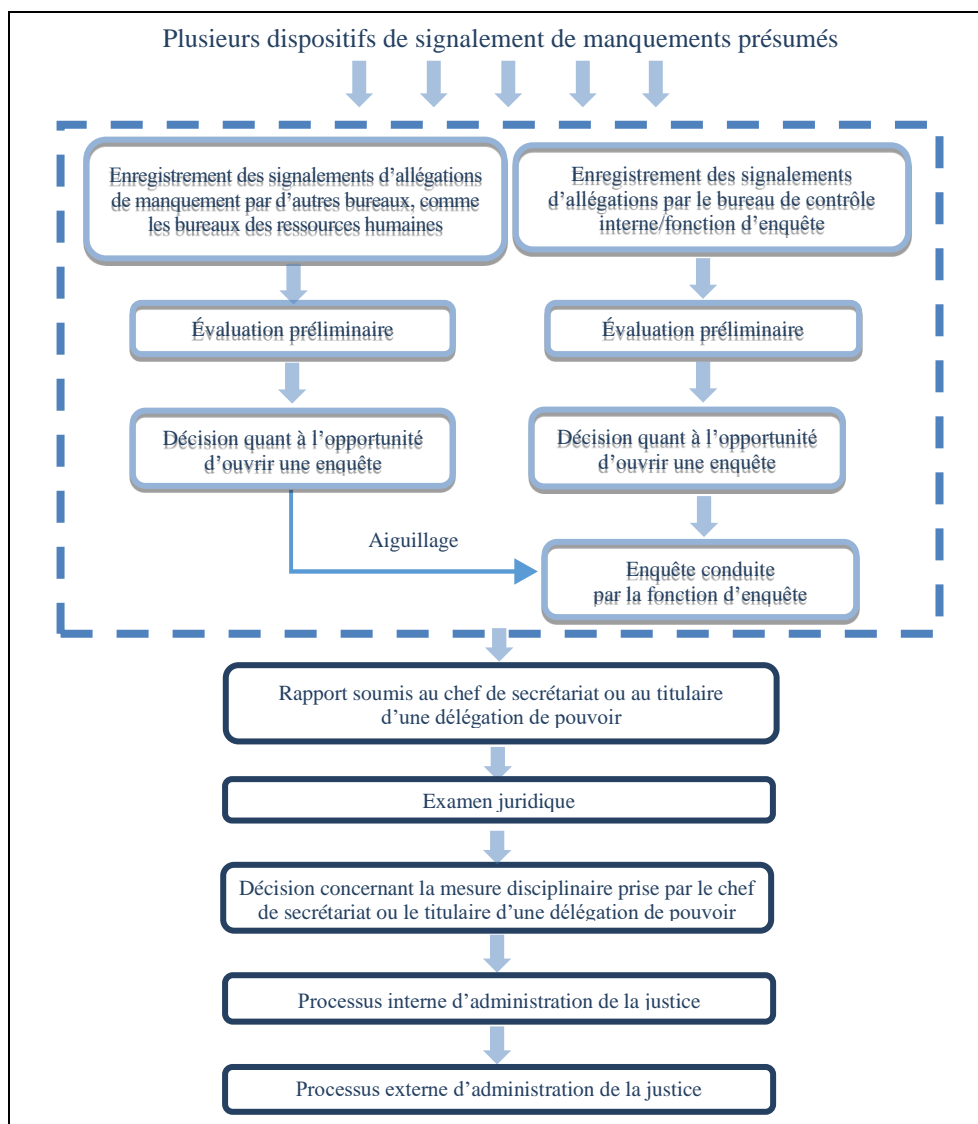 Plusieurs dispositifs de signalement de manquements présumés
Enregistrement des signalements d’allégations
de manquement par d’autres bureaux, comme
les bureaux des ressources humaines
Enregistrement des signalements
d’allégations par le bureau de contrôle
interne/fonction d’enquête
Évaluation préliminaire
Évaluation préliminaire
Décision quant à l’opportunité
d’ouvrir une enquête
Décision quant à l’opportunité
d’ouvrir une enquête
Aiguillage
Enquête conduite
par la fonction d’enquête
Rapport soumis au chef de secrétariat ou au titulaire
d’une délégation de pouvoir
Examen juridique
Décision concernant la mesure disciplinaire prise par le chef
de secrétariat ou le titulaire d’une délégation de pouvoir
Processus interne d’administration de la justice
Processus externe d’administration de la justice